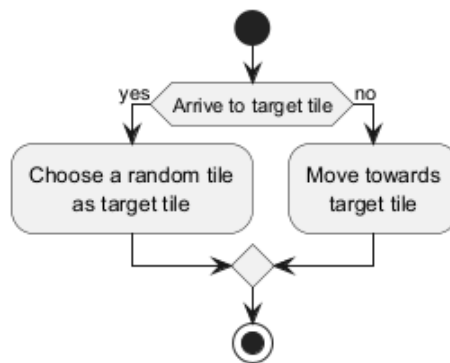 yes
no
Arrive to target tile
Choose a random tile
as target tile
Move towards
target tile